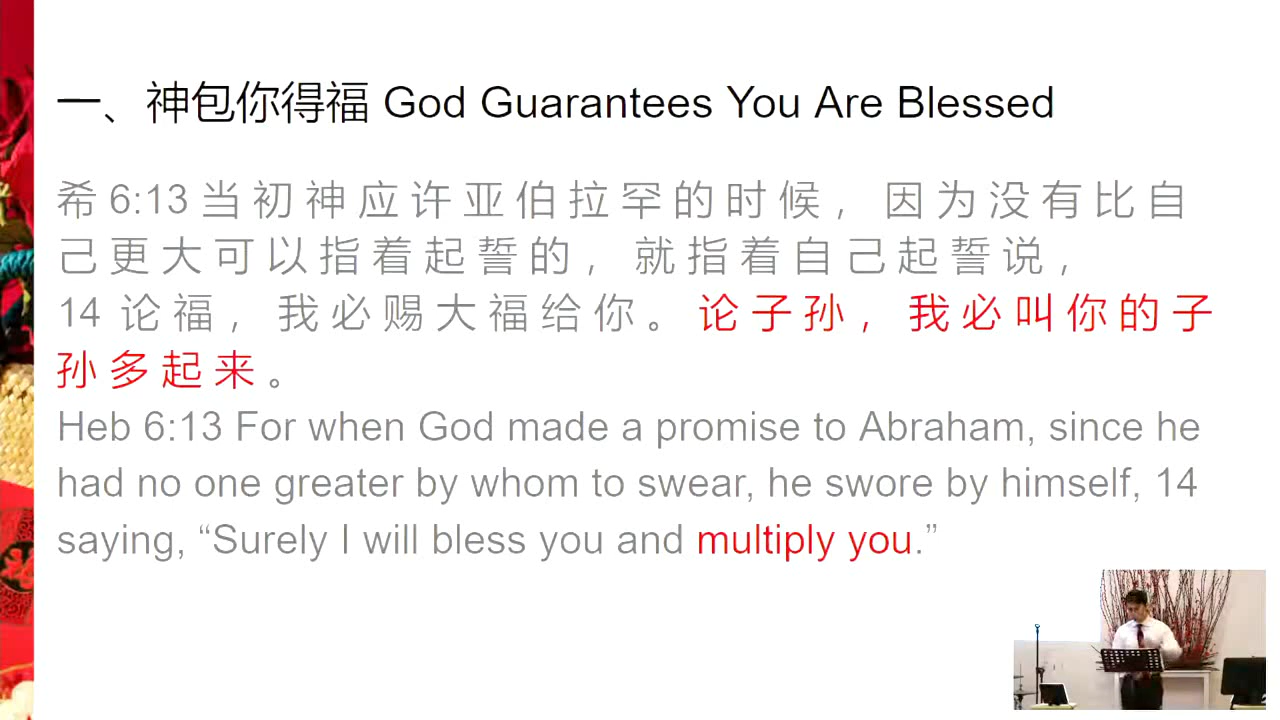 一、神包你得福 God Guarantees You Are Blessed
希 6:13 当初神应许亚伯拉罕的时候，因为没有比自
己更大可以指着起誓的，就指着自己起誓说，
14 论福，我必赐大福给你。论子孙，我必叫你的子
孙多起来。
Heb 6:13 For when God made a promise to Abraham, since he
had no one greater by whom to swear, he swore by himself, 14
saying, “Surely I will bless you and multiply you.”